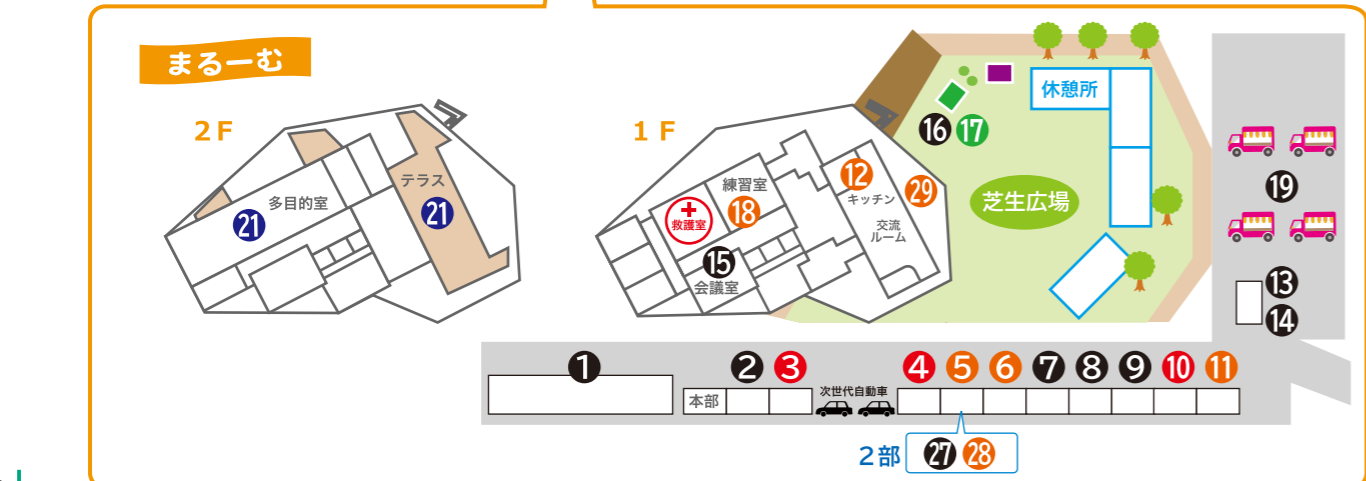 まるーむ
2F
多目的室
21
テラス
21
1F
練習室
18
救護室
15
会議室
12
キッチン
29
交流
ルーム
16 17
休憩所
芝生広場
19
13
14
1 2 3 4 5 6 7 8 9 10 11
本部
次世代自動車
2部 27 28